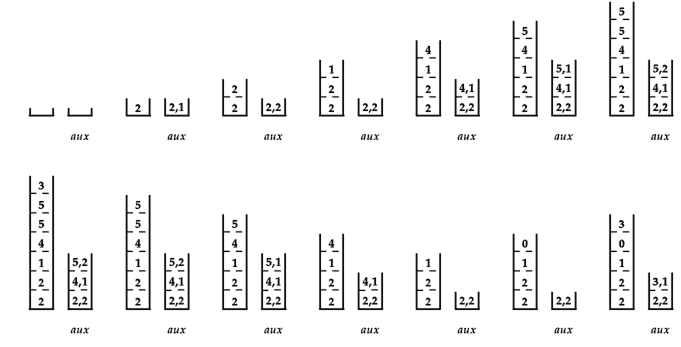 5
5 5
4 4 4
1 1 1 5,1 1 5,2
2 2 2 4,1 2 4,1 2 4,1
2 2,1 2 2,2 2 2,2 2 2,2 2 2,2 2 2,2
aux aux aux aux aux aux aux
3
5 5
5 5 5 3
4 4 4 4 0 0
1 5,2 1 5,2 1 5,1 1 1 1 1
2 4,1 2 4,1 2 4,1 2 4,1 2 2 2 3,1
2 2,2 2 2,2 2 2,2 2 2,2 2 2,2 2 2,2 2 2,2
aux aux aux aux aux aux aux